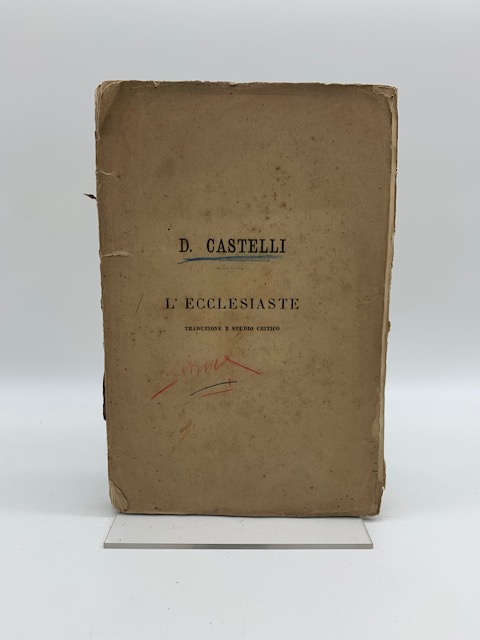 D. CASTELLI
L' ECCLESIASTE
TRADUZIONE E STUDIO CRITICO